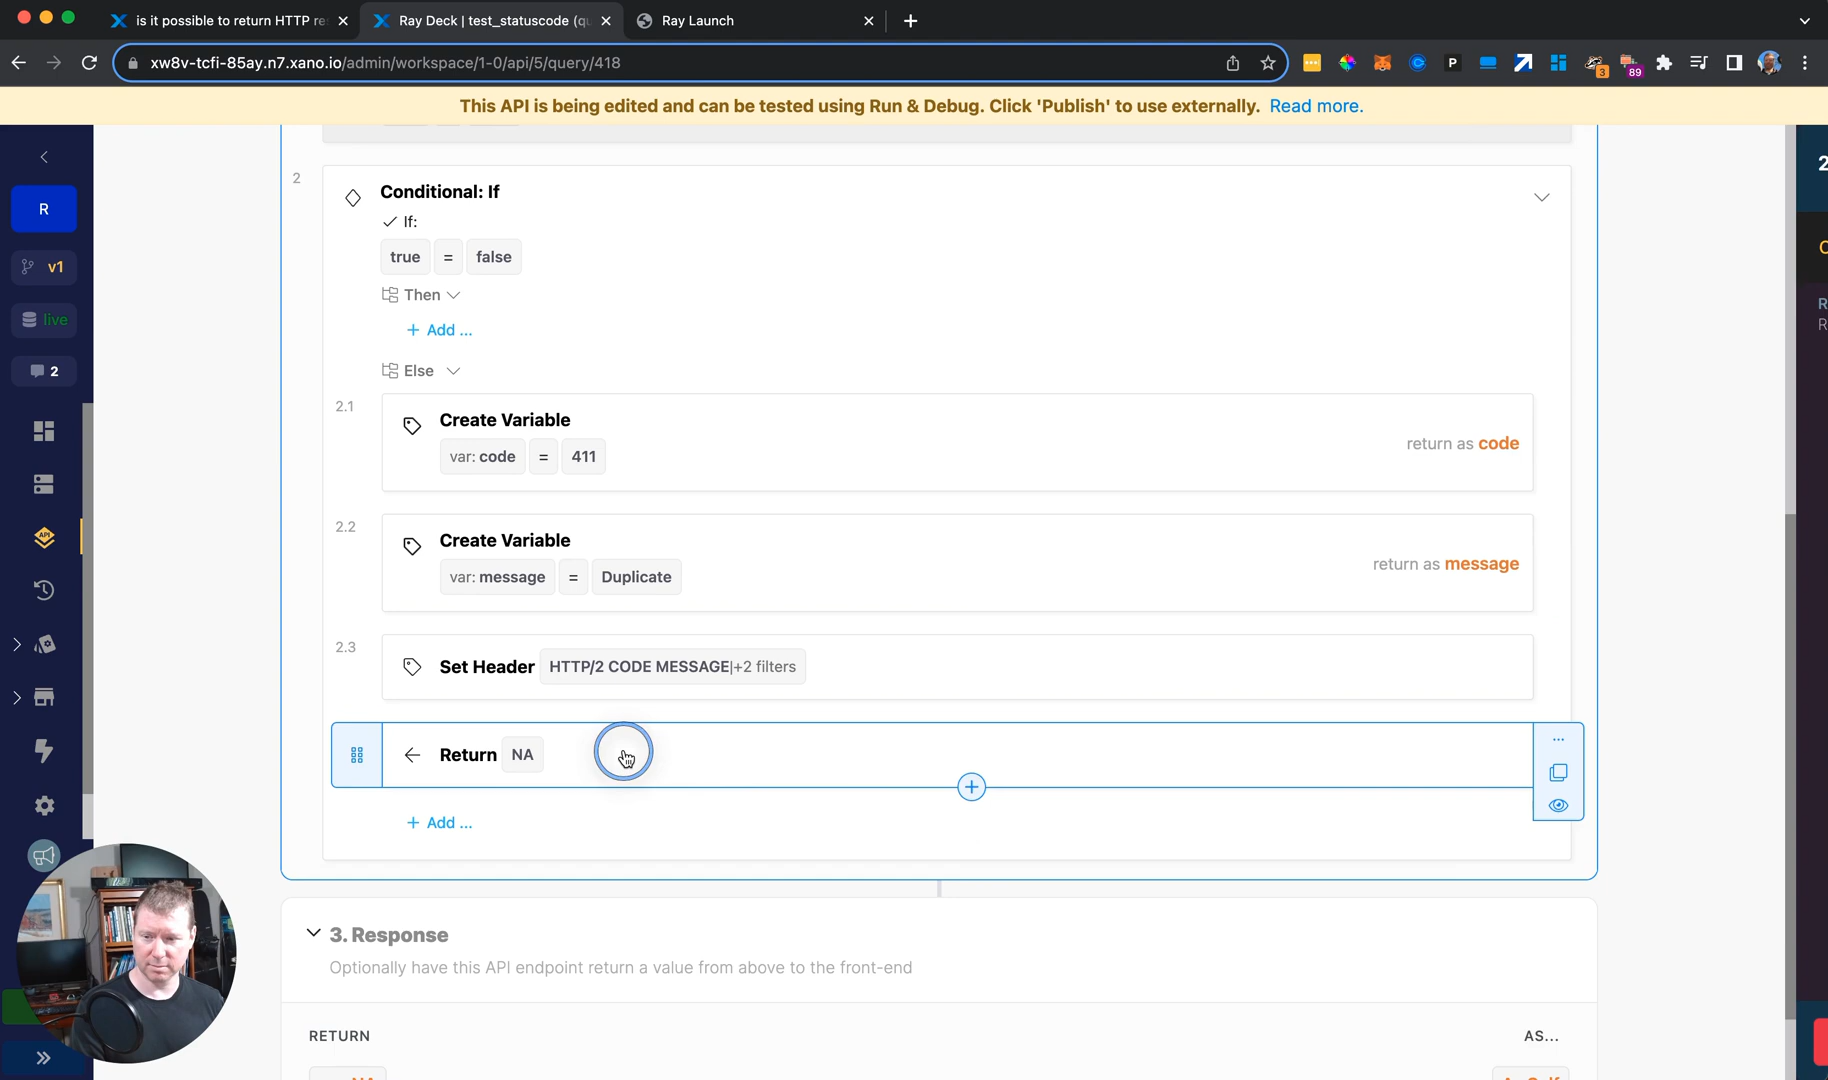 is it possible to return HTTP re
Ray Deck | test_statuscode (qu
Ray Launch
xw8v-tcfi-85ay.n7.xano.io/admin/workspace/1-0/api/5/query/418
P
3
89
This API is being edited and can be tested using Run & Debug. Click 'Publish' to use externally. Read more.
R
v1
live
2
API
2
Conditional: If
If:
true = false
Then
+ Add ...
Else
2.1
Create Variable
var: code = 411
return as code
2.2
Create Variable
var: message = Duplicate
return as message
2.3
Set Header HTTP/2 CODE MESSAGE|+2 filters
Return NA
+ Add ...
3. Response
Optionally have this API endpoint return a value from above to the front-end
RETURN
AS...